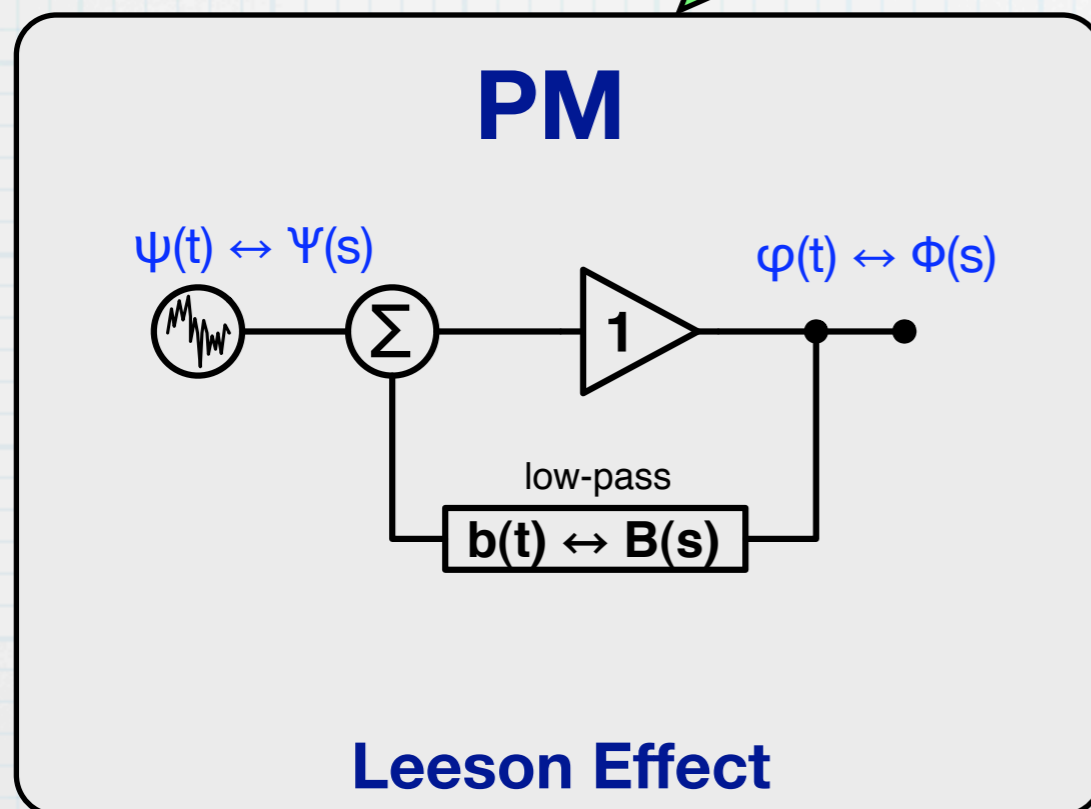 PM
ψ(t) ↔ Ψ(s)
φ(t) ↔ Φ(s)
Σ
1
low-pass
b(t) ↔ B(s)
Leeson Effect